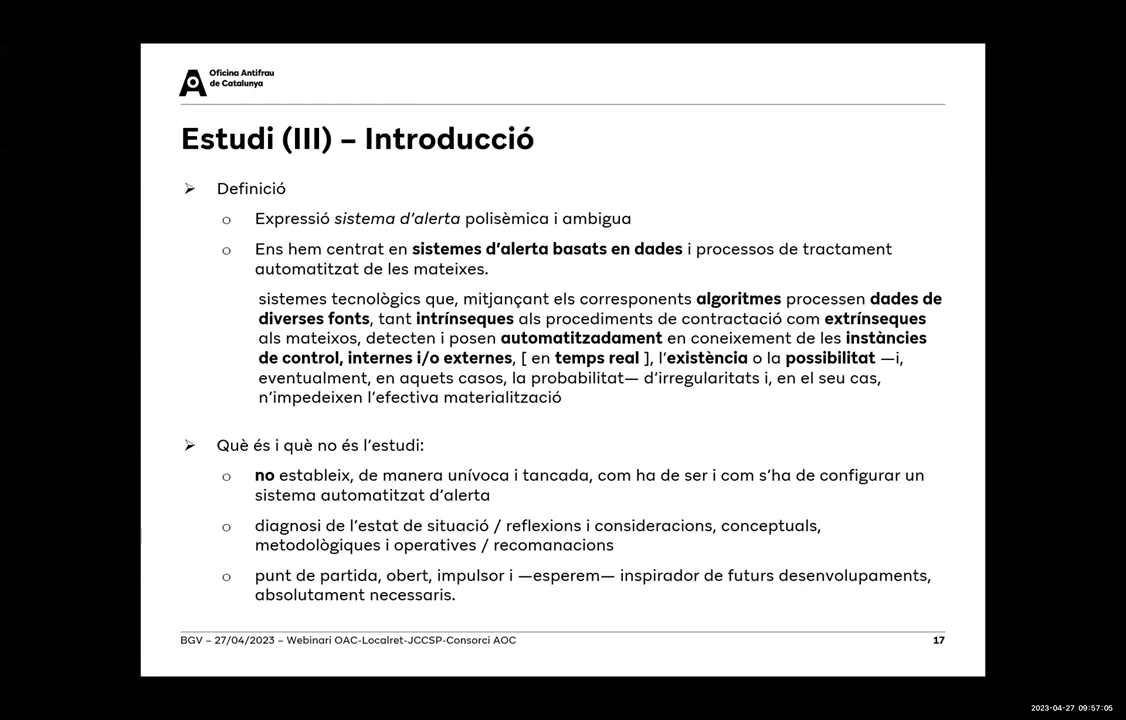 Oficina Antifrau
de Catalunya
Estudi (III) – Introducció
➢ Definició
o Expressió sistema d’alerta polisèmica i ambigua
o Ens hem centrat en sistemes d’alerta basats en dades i processos de tractament
automatitzat de les mateixes.
sistemes tecnològics que, mitjançant els corresponents algoritmes processen dades de
diverses fonts, tant intrínseques als procediments de contractació com extrínseques
als mateixos, detecten i posen automatitzadament en coneixement de les instàncies
de control, internes i/o externes, [ en temps real ], l’existència o la possibilitat —i,
eventualment, en aquets casos, la probabilitat— d’irregularitats i, en el seu cas,
n’impedeixen l’efectiva materialització
➢ Què és i què no és l’estudi:
o no estableix, de manera unívoca i tancada, com ha de ser i com s’ha de configurar un
sistema automatitzat d’alerta
o diagnosi de l’estat de situació / reflexions i consideracions, conceptuals,
metodològiques i operatives / recomanacions
o punt de partida, obert, impulsor i —esperem— inspirador de futurs desenvolupaments,
absolutament necessaris.
BGV – 27/04/2023 – Webinari OAC-Localret-JCCSP-Consorci AOC 17
2023-04-27 09:57:05